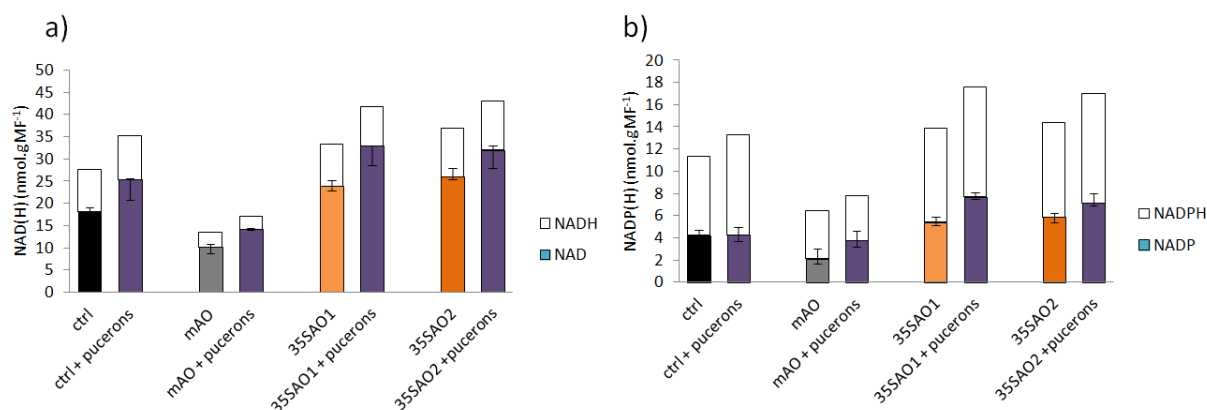 a)
NAD(H) (nmol.gMF-1)
50
45
40
35
30
25
20
15
10
5
0
ctrl
ctrl + pucerons
mAO
mAO + pucerons
35SAO1
35SAO1 + pucerons
35SAO2
35SAO2 +pucerons
NADH
NAD
b)
NADP(H) (nmol.gMF-1)
20
18
16
14
12
10
8
6
4
2
0
ctrl
ctrl + pucerons
mAO
mAO + pucerons
35SAO1
35SAO1 + pucerons
35SAO2
35SAO2 +pucerons
NADPH
NADP